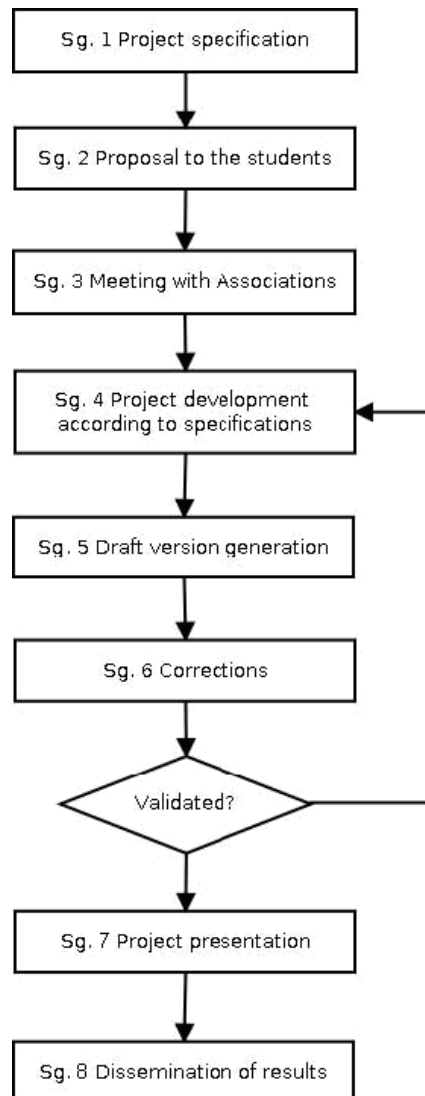 Sg. 1 Project specification
Sg. 2 Proposal to the students
Sg. 3 Meeting with Associations
Sg. 4 Project development
according to specifications
Sg. 5 Draft version generation
Sg. 6 Corrections
Validated?
Sg. 7 Project presentation
Sg. 8 Dissemination of results